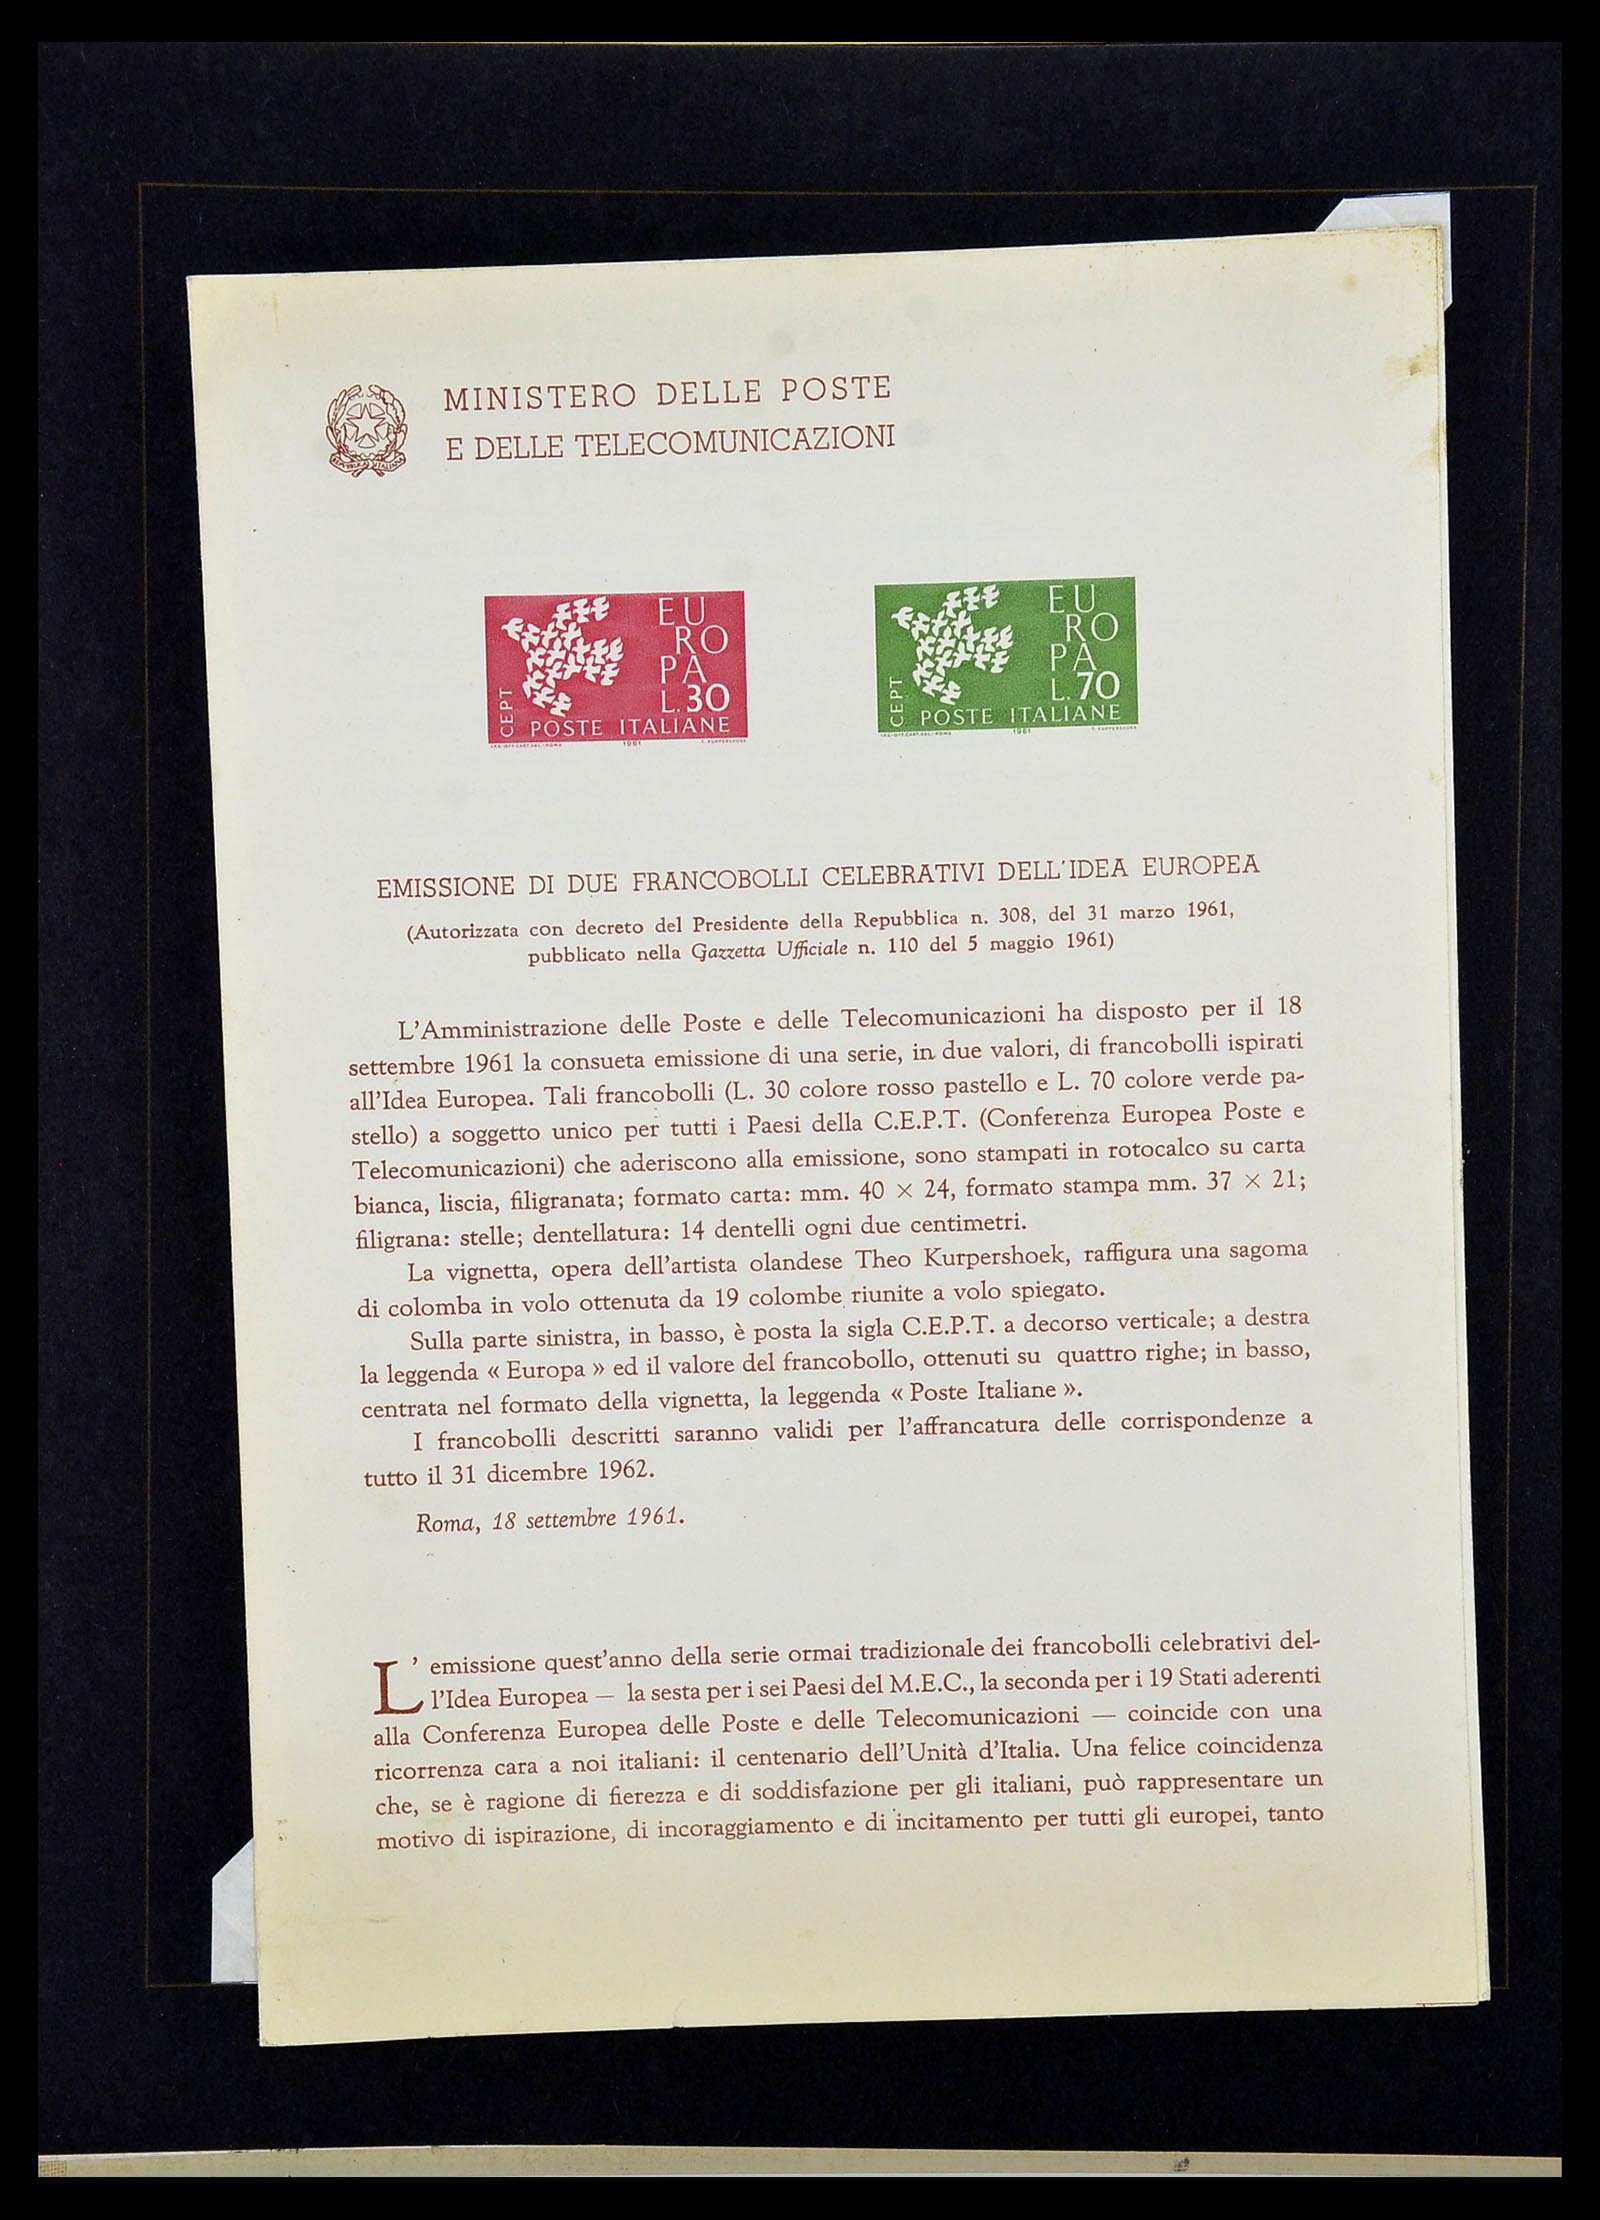 MINISTERO DELLE POSTE
E DELLE TELECOMUNICAZIONI
REPUBBLICA ITALIANA
EU
RO
PA
L.30
CEPT
POSTE ITALIANE
1961
EU
RO
PA
L.70
CEPT
POSTE ITALIANE
1961
EMISSIONE DI DUE FRANCOBOLLI CELEBRATIVI DELL'IDEA EUROPEA
(Autorizzata con decreto del Presidente della Repubblica n. 308, del 31 marzo 1961,
pubblicato nella Gazzetta Ufficiale n. 110 del 5 maggio 1961)
L'Amministrazione delle Poste e delle Telecomunicazioni ha disposto per il 18
settembre 1961 la consueta emissione di una serie, in due valori, di francobolli ispirati
all'Idea Europea. Tali francobolli (L. 30 colore rosso pastello e L. 70 colore verde pa-
stello) a soggetto unico per tutti i Paesi della C.E.P.T. (Conferenza Europea Poste e
Telecomunicazioni) che aderiscono alla emissione, sono stampati in rotocalco su carta
bianca, liscia, filigranata; formato carta: mm. 40 × 24, formato stampa mm. 37 × 21;
filigrana: stelle; dentellatura: 14 dentelli ogni due centimetri.
La vignetta, opera dell'artista olandese Theo Kurpershoek, raffigura una sagoma
di colomba in volo ottenuta da 19 colombe riunite a volo spiegato.
Sulla parte sinistra, in basso, è posta la sigla C.E.P.T. a decorso verticale; a destra
la leggenda « Europa » ed il valore del francobollo, ottenuti su quattro righe; in basso,
centrata nel formato della vignetta, la leggenda « Poste Italiane ».
I francobolli descritti saranno validi per l'affrancatura delle corrispondenze a
tutto il 31 dicembre 1962.
Roma, 18 settembre 1961.
L' emissione quest'anno della serie ormai tradizionale dei francobolli celebrativi del-
l'Idea Europea — la sesta per i sei Paesi del M.E.C., la seconda per i 19 Stati aderenti
alla Conferenza Europea delle Poste e delle Telecomunicazioni — coincide con una
ricorrenza cara a noi italiani: il centenario dell'Unità d'Italia. Una felice coincidenza
che, se è ragione di fierezza e di soddisfazione per gli italiani, può rappresentare un
motivo di ispirazione, di incoraggiamento e di incitamento per tutti gli europei, tanto